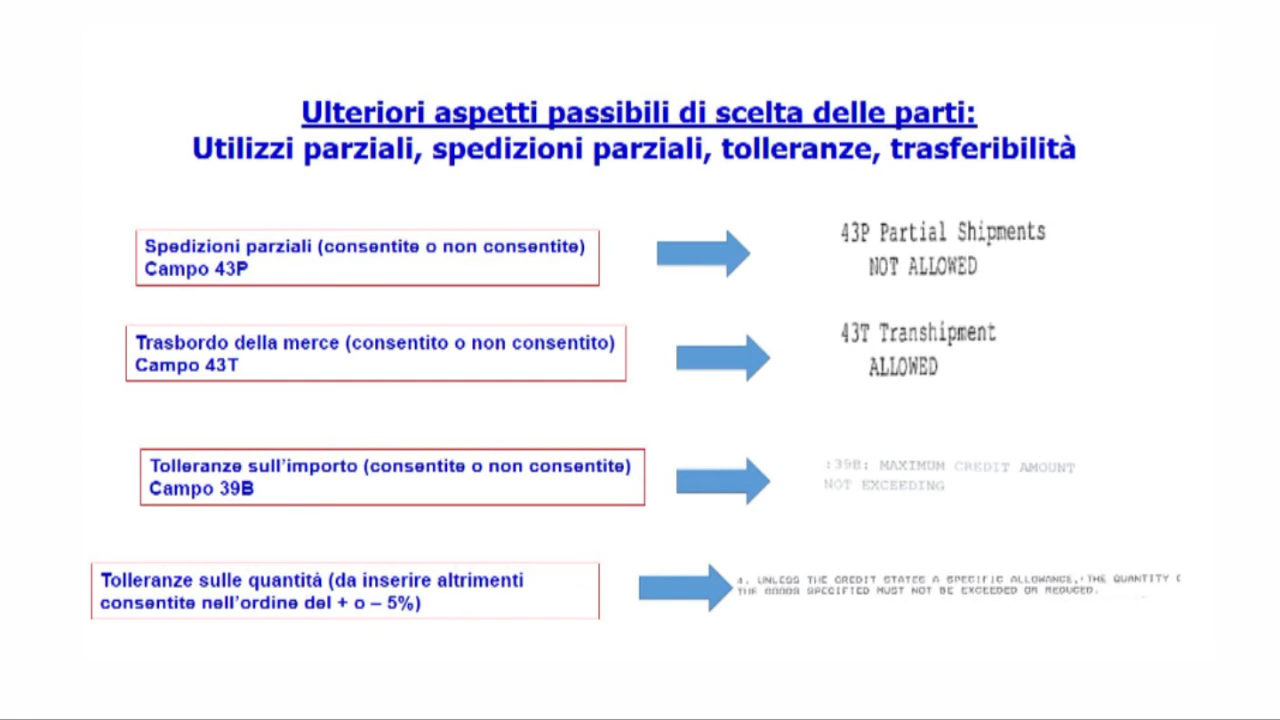 Ulteriori aspetti passibili di scelta delle parti:
Utilizzi parziali, spedizioni parziali, tolleranze, trasferibilità
Spedizioni parziali (consentite o non consentite)
Campo 43P
43P Partial Shipments
NOT ALLOWED
Trasbordo della merce (consentito o non consentito)
Campo 43T
43T Transhipment
ALLOWED
Tolleranze sull'importo (consentite o non consentite)
Campo 39B
:39B: MAXIMUM CREDIT AMOUNT
NOT EXCEEDING
Tolleranze sulle quantità (da inserire altrimenti
consentite nell'ordine del + o – 5%)
4. UNLESS THE CREDIT STATES A SPECIFIC ALLOWANCE, THE QUANTITY
THE GOODS SPECIFIED MUST NOT BE EXCEEDED OR REDUCED.